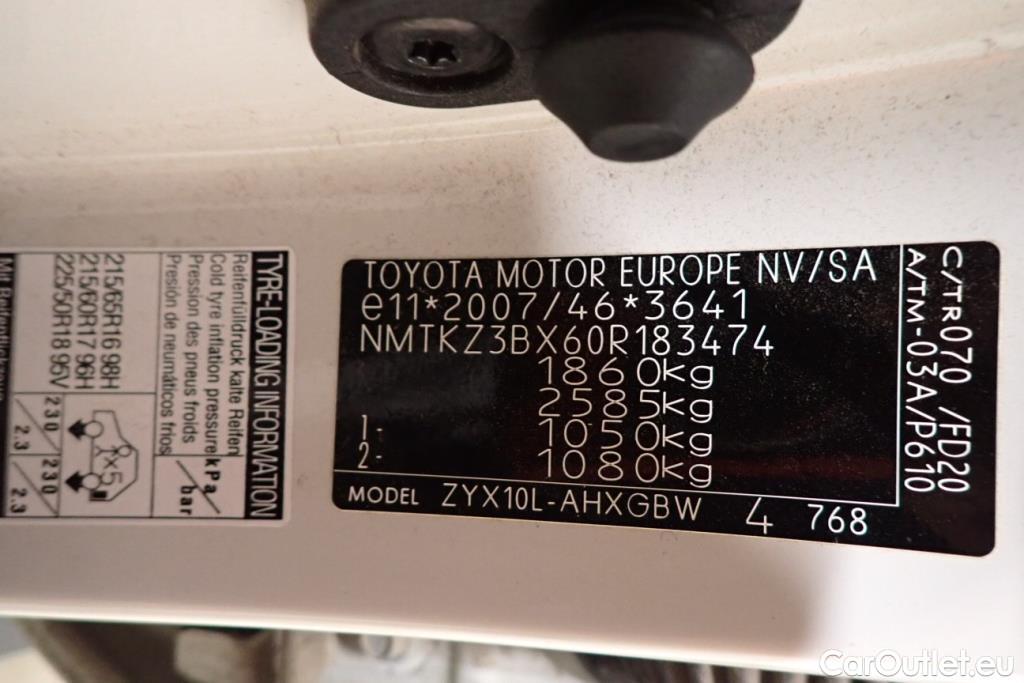 TYRE-LOADING INFORMATION
Reifenfülldruck kalte Reifen
Cold tyre inflation pressure
Pression des pneus froids
Presión de neumáticos fríos
kPa/bar
215/65R16 98H
215/60R17 96H
225/50R18 95V
X5
230/2.3
230/2.3
TOYOTA MOTOR EUROPE NV/SA
e11*2007/46*3641
NMTKZ3BX60R183474
1860kg
2585kg
1- 1050kg
2- 1080kg
MODEL ZYX10L-AHXGBW 4 768
C/TR070 /FD20
A/TM-03A/P610
CarOutlet.eu